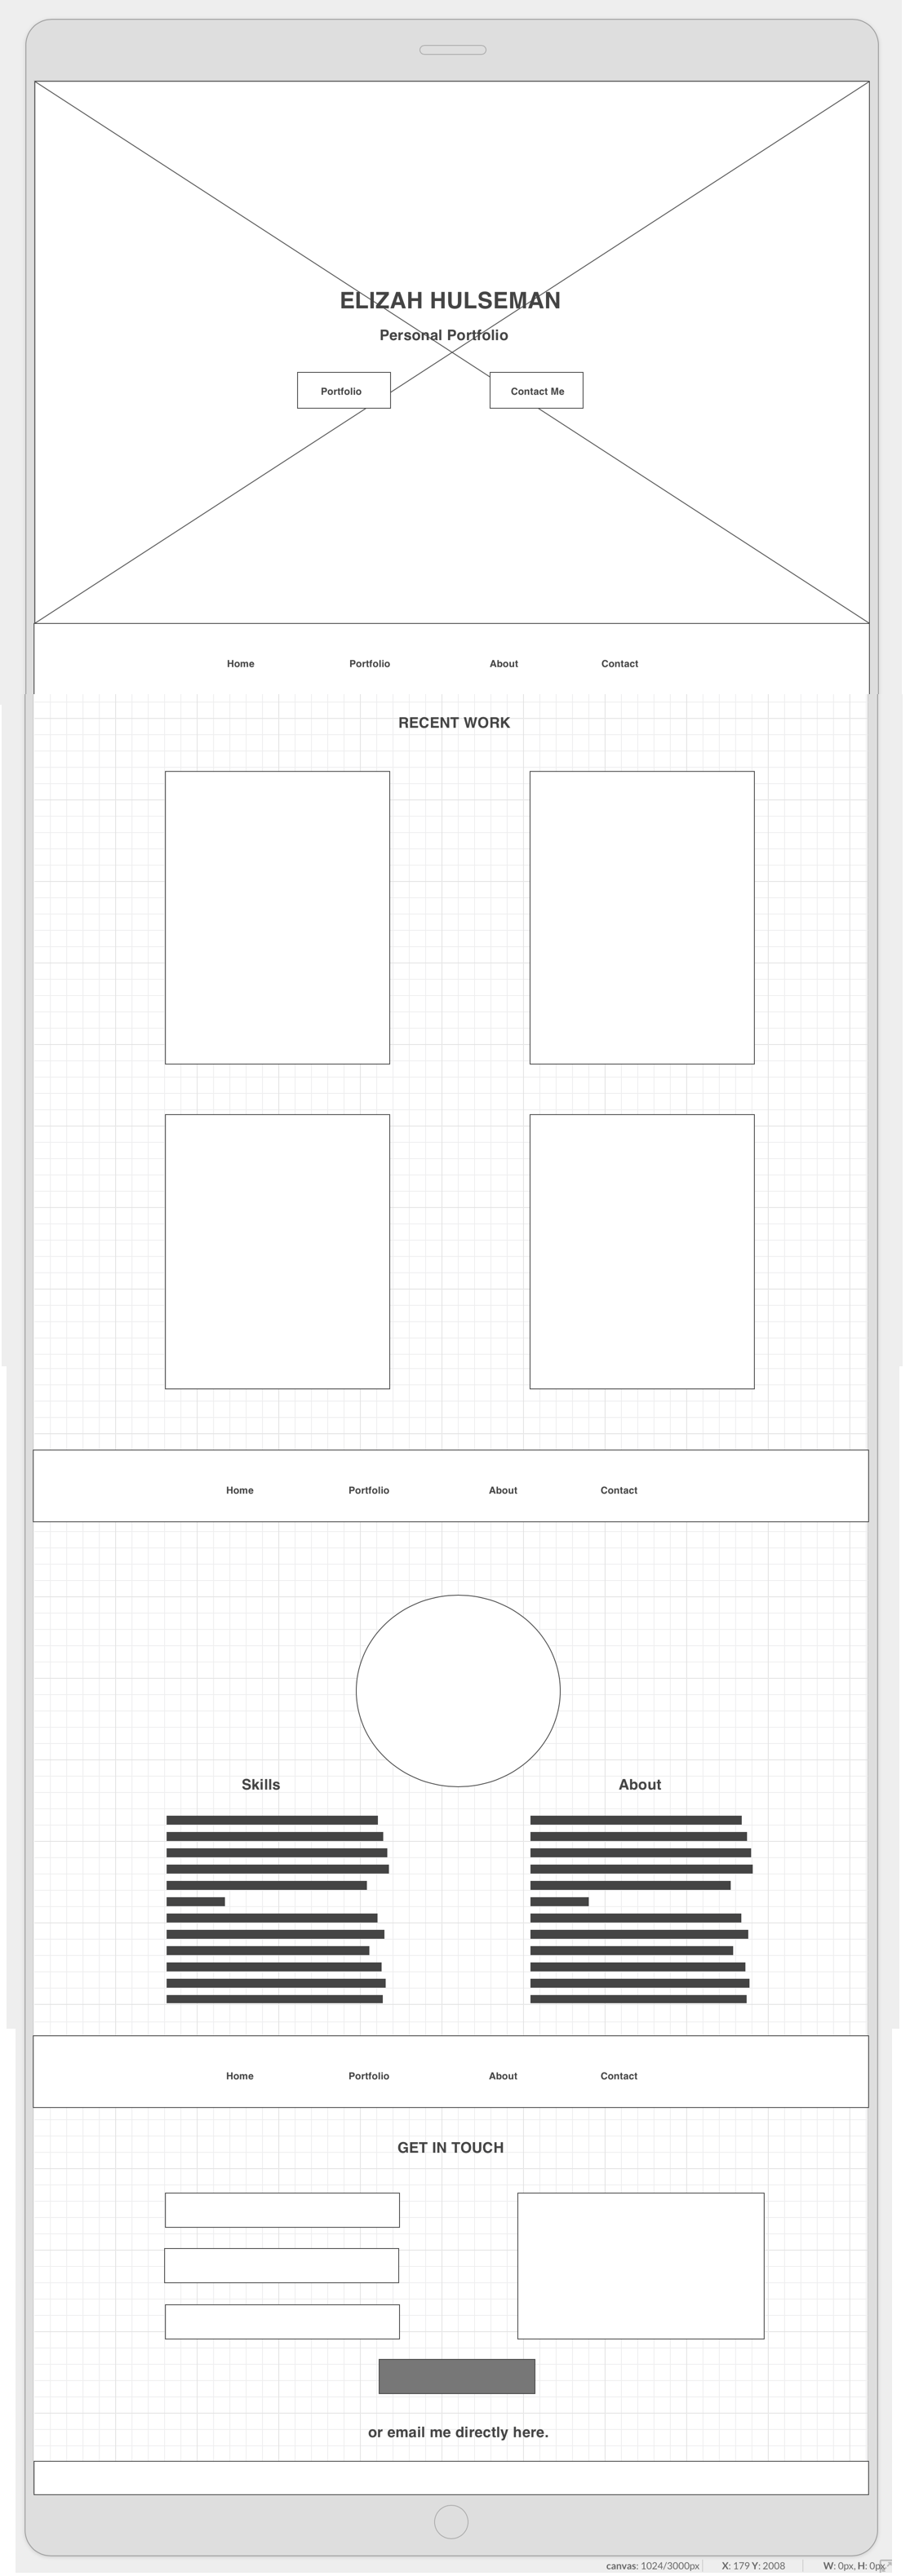 ELIZAH HULSEMAN
Personal Portfolio
Portfolio Contact Me
Home Portfolio About Contact
RECENT WORK
Home Portfolio About Contact
Skills About
Home Portfolio About Contact
GET IN TOUCH
or email me directly here.
canvas: 1024/3000px X: 179 Y: 2008 W: 0px, H: 0px